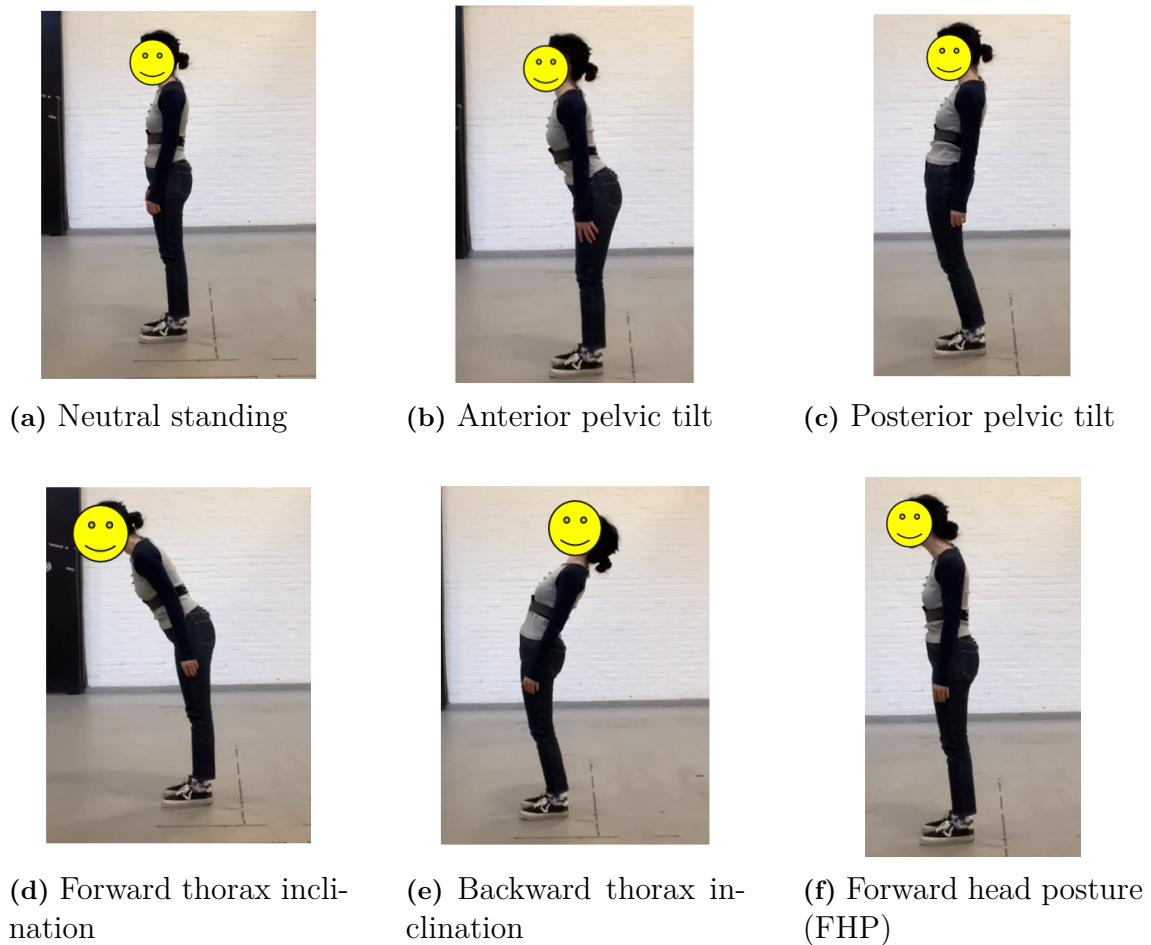 (a) Neutral standing
(b) Anterior pelvic tilt
(c) Posterior pelvic tilt
(d) Forward thorax incli-
nation
(e) Backward thorax in-
clination
(f) Forward head posture
(FHP)